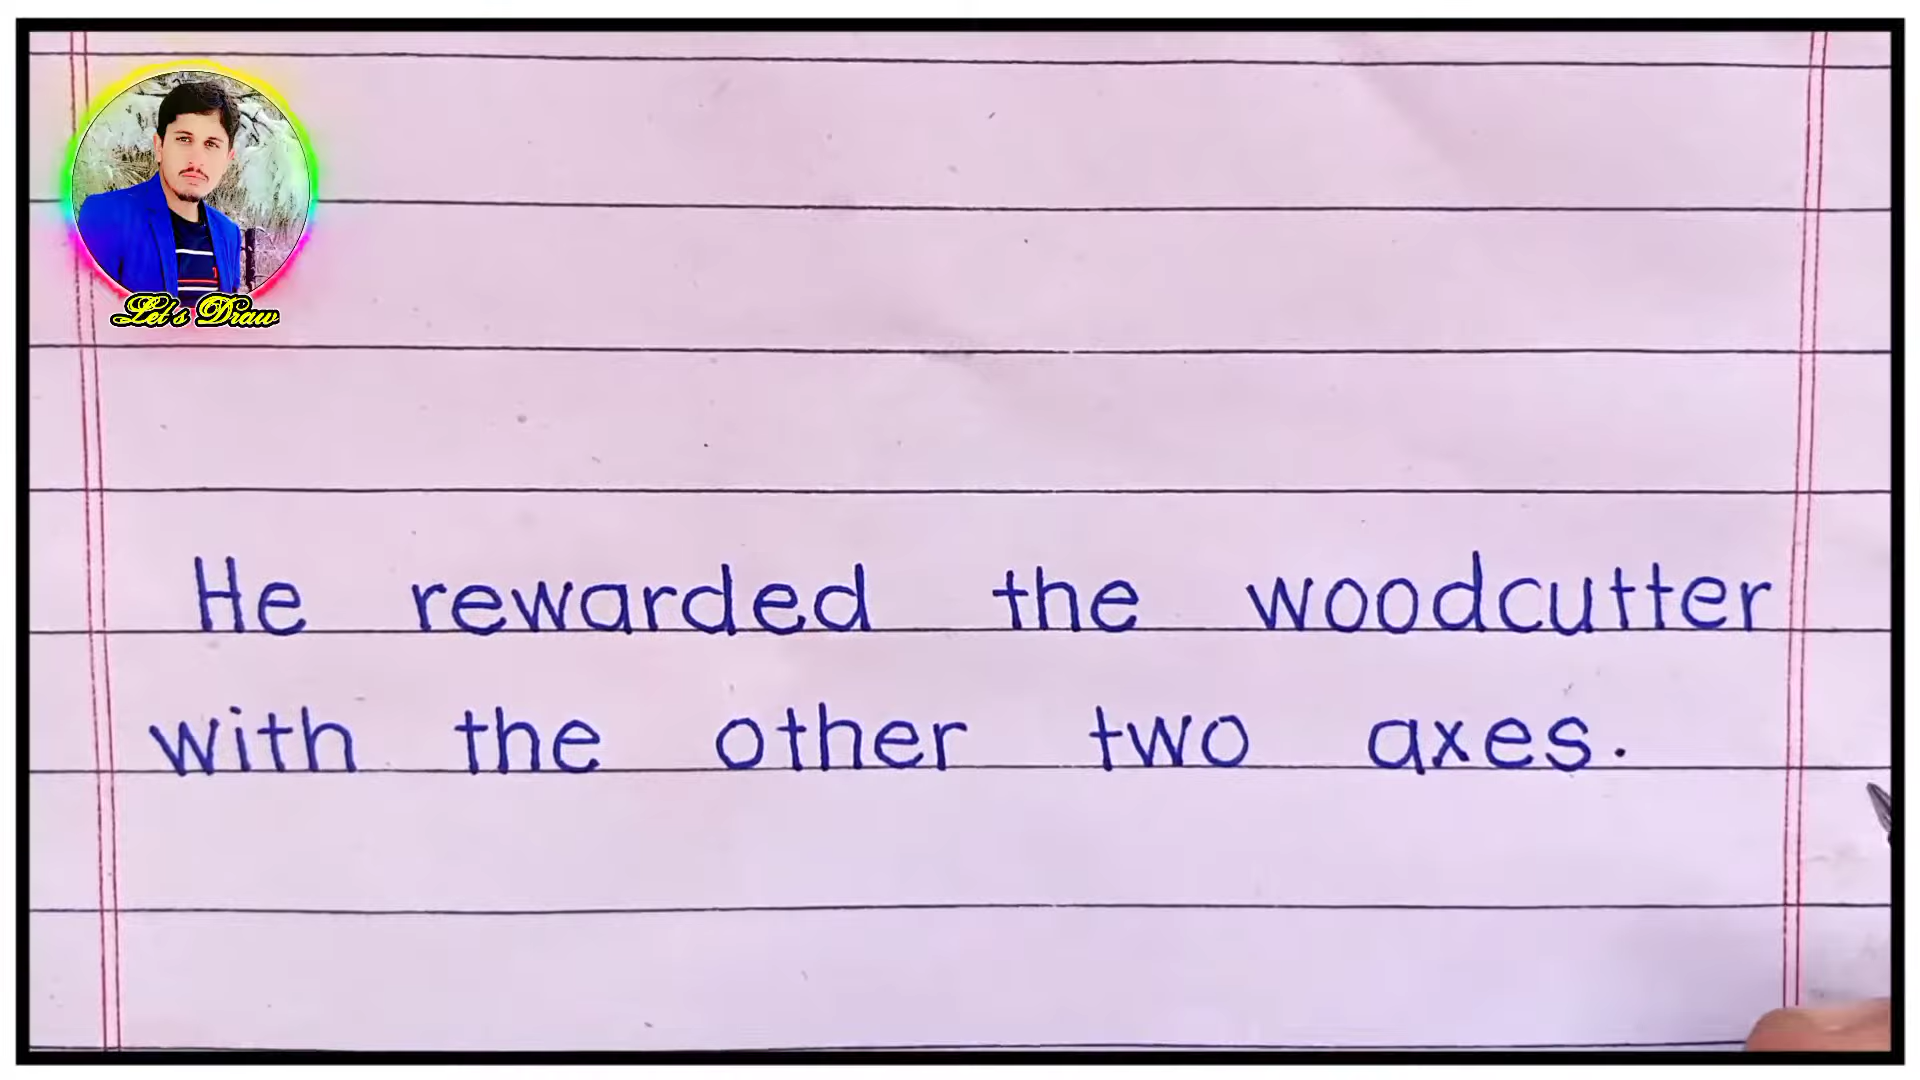 Let's Draw
He rewarded the woodcutter
with the other two axes.